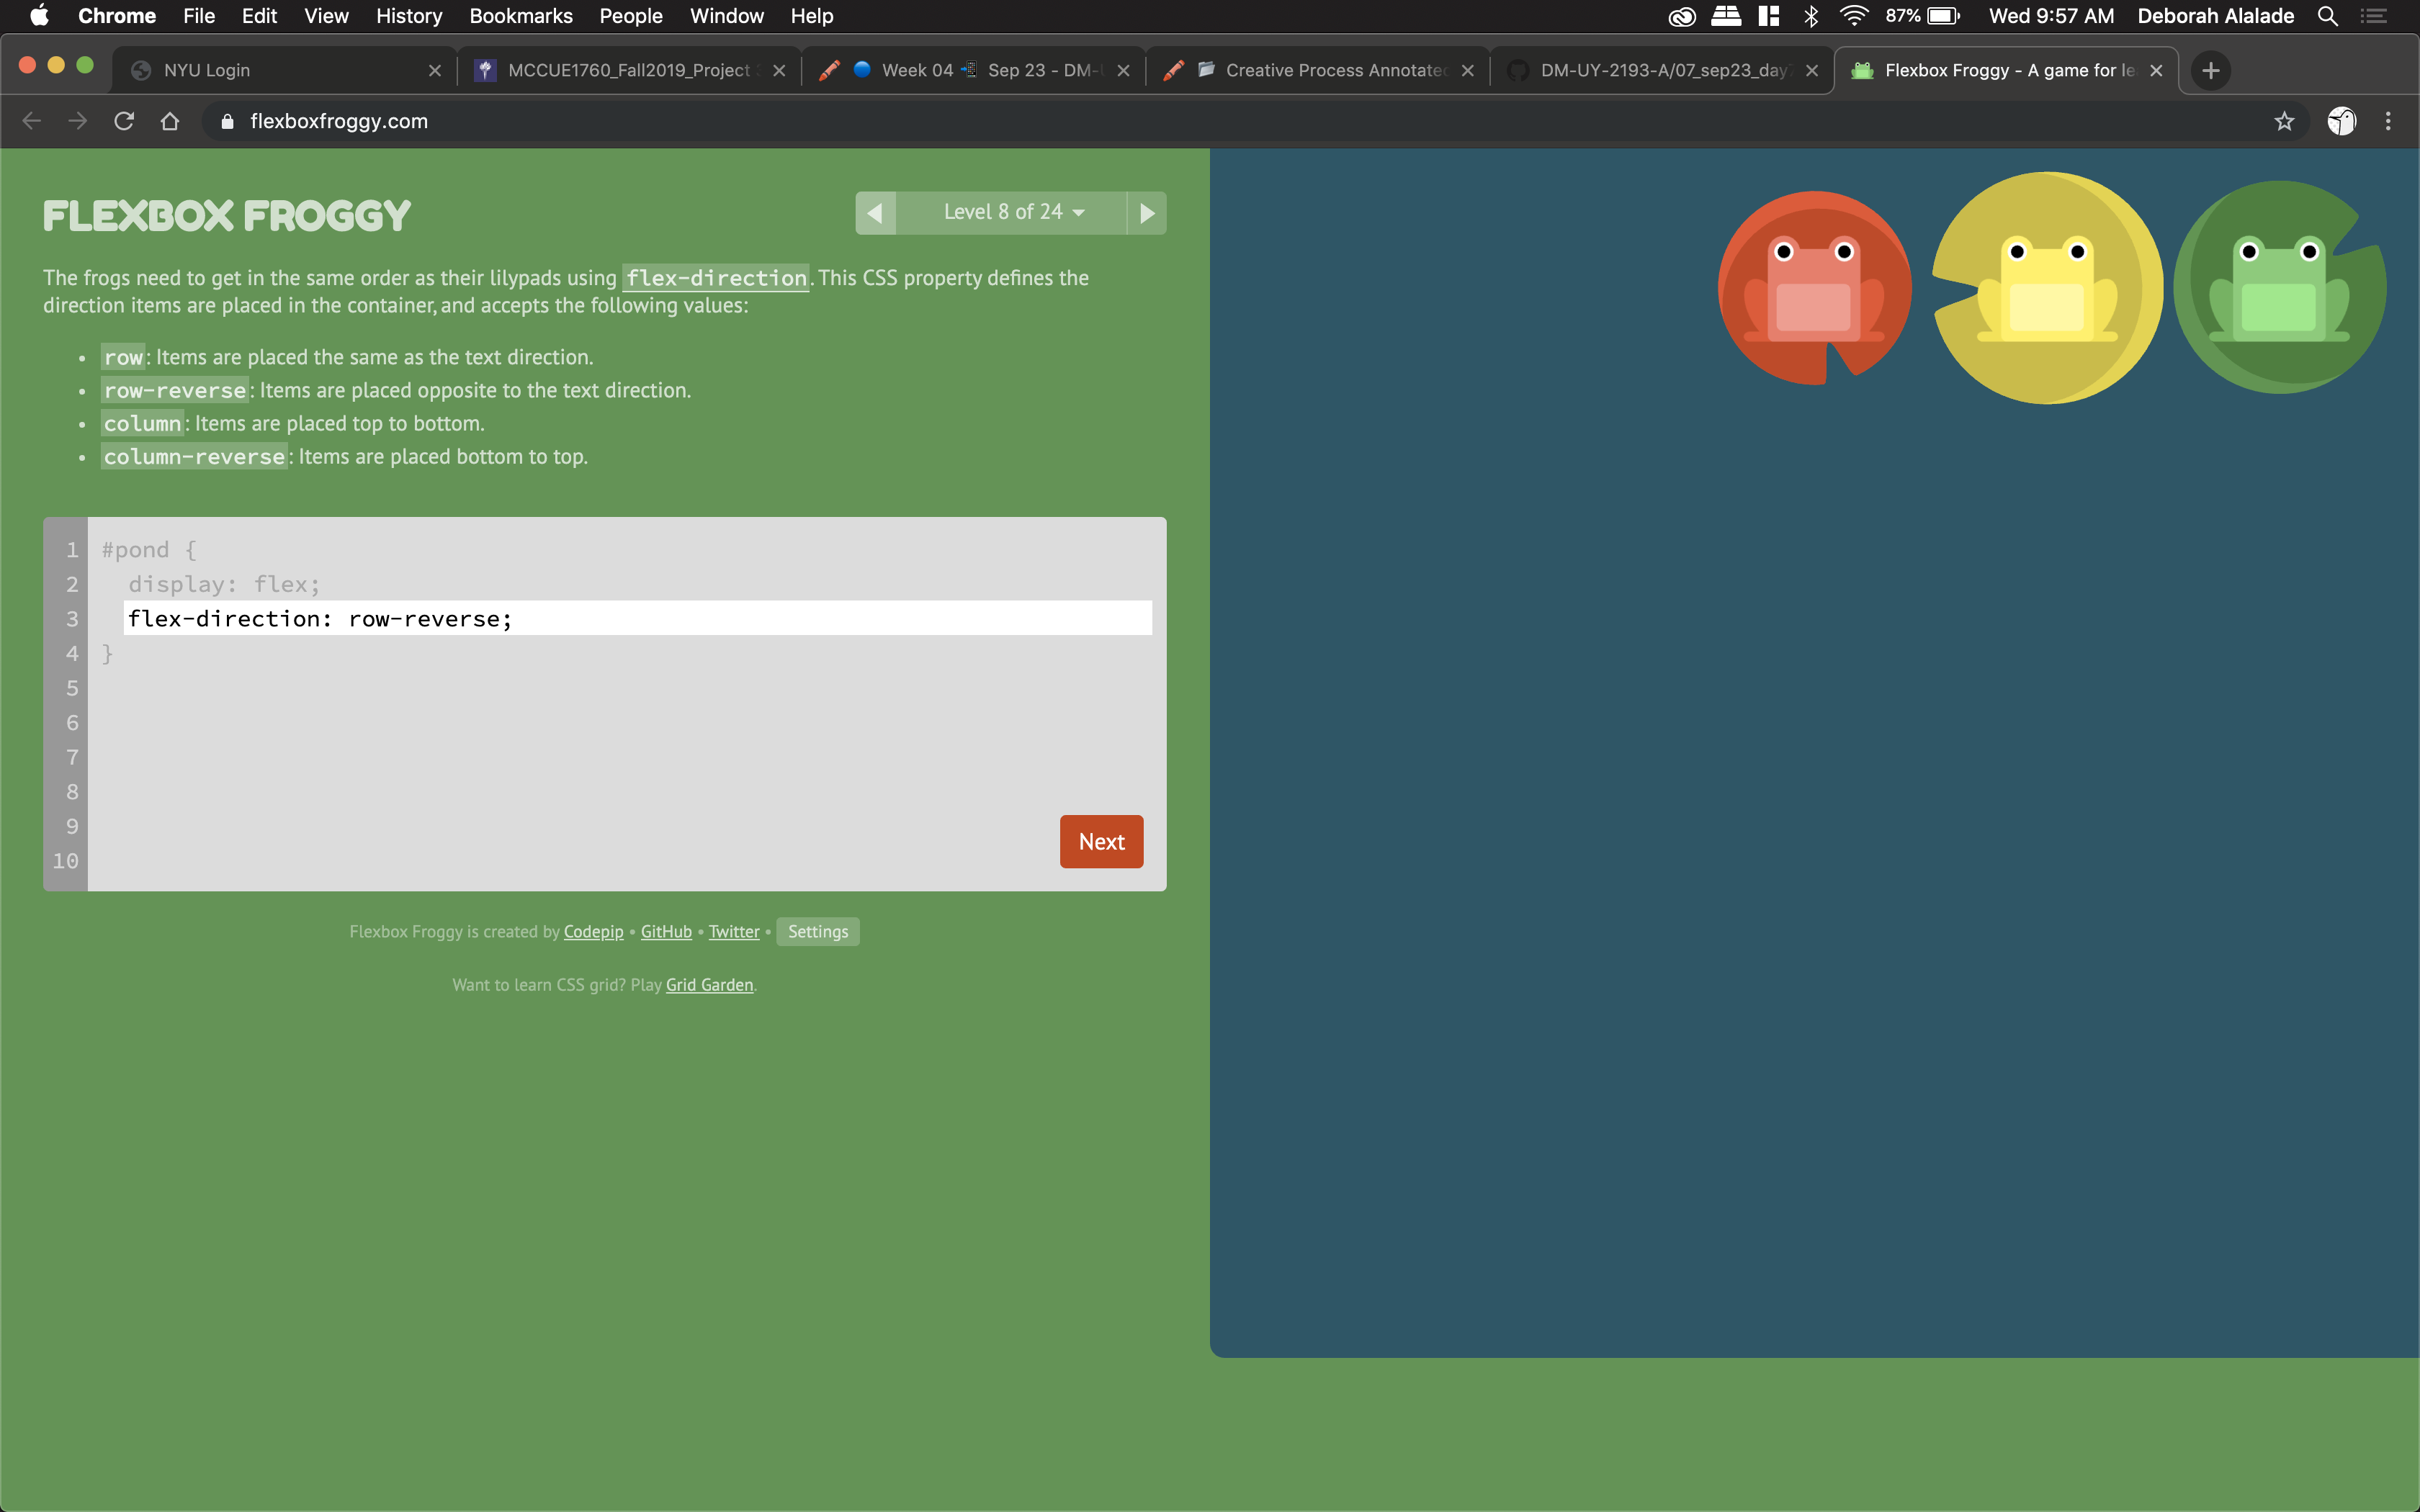 Chrome File Edit View History Bookmarks People Window Help 87% Wed 9:57 AM Deborah Alalade
NYU Login MCCUE1760_Fall2019_Project Week 04 Sep 23 - DM- Creative Process Annotated DM-UY-2193-A/07_sep23_day Flexbox Froggy - A game for le
flexboxfroggy.com
FLEXBOX FROGGY
Level 8 of 24
The frogs need to get in the same order as their lilypads using flex-direction. This CSS property defines the
direction items are placed in the container, and accepts the following values:
• row: Items are placed the same as the text direction.
• row-reverse: Items are placed opposite to the text direction.
• column: Items are placed top to bottom.
• column-reverse: Items are placed bottom to top.
1 #pond {
2 display: flex;
3 flex-direction: row-reverse;
4 }
5
6
7
8
9
10
Next
Flexbox Froggy is created by Codepip • GitHub • Twitter • Settings
Want to learn CSS grid? Play Grid Garden.